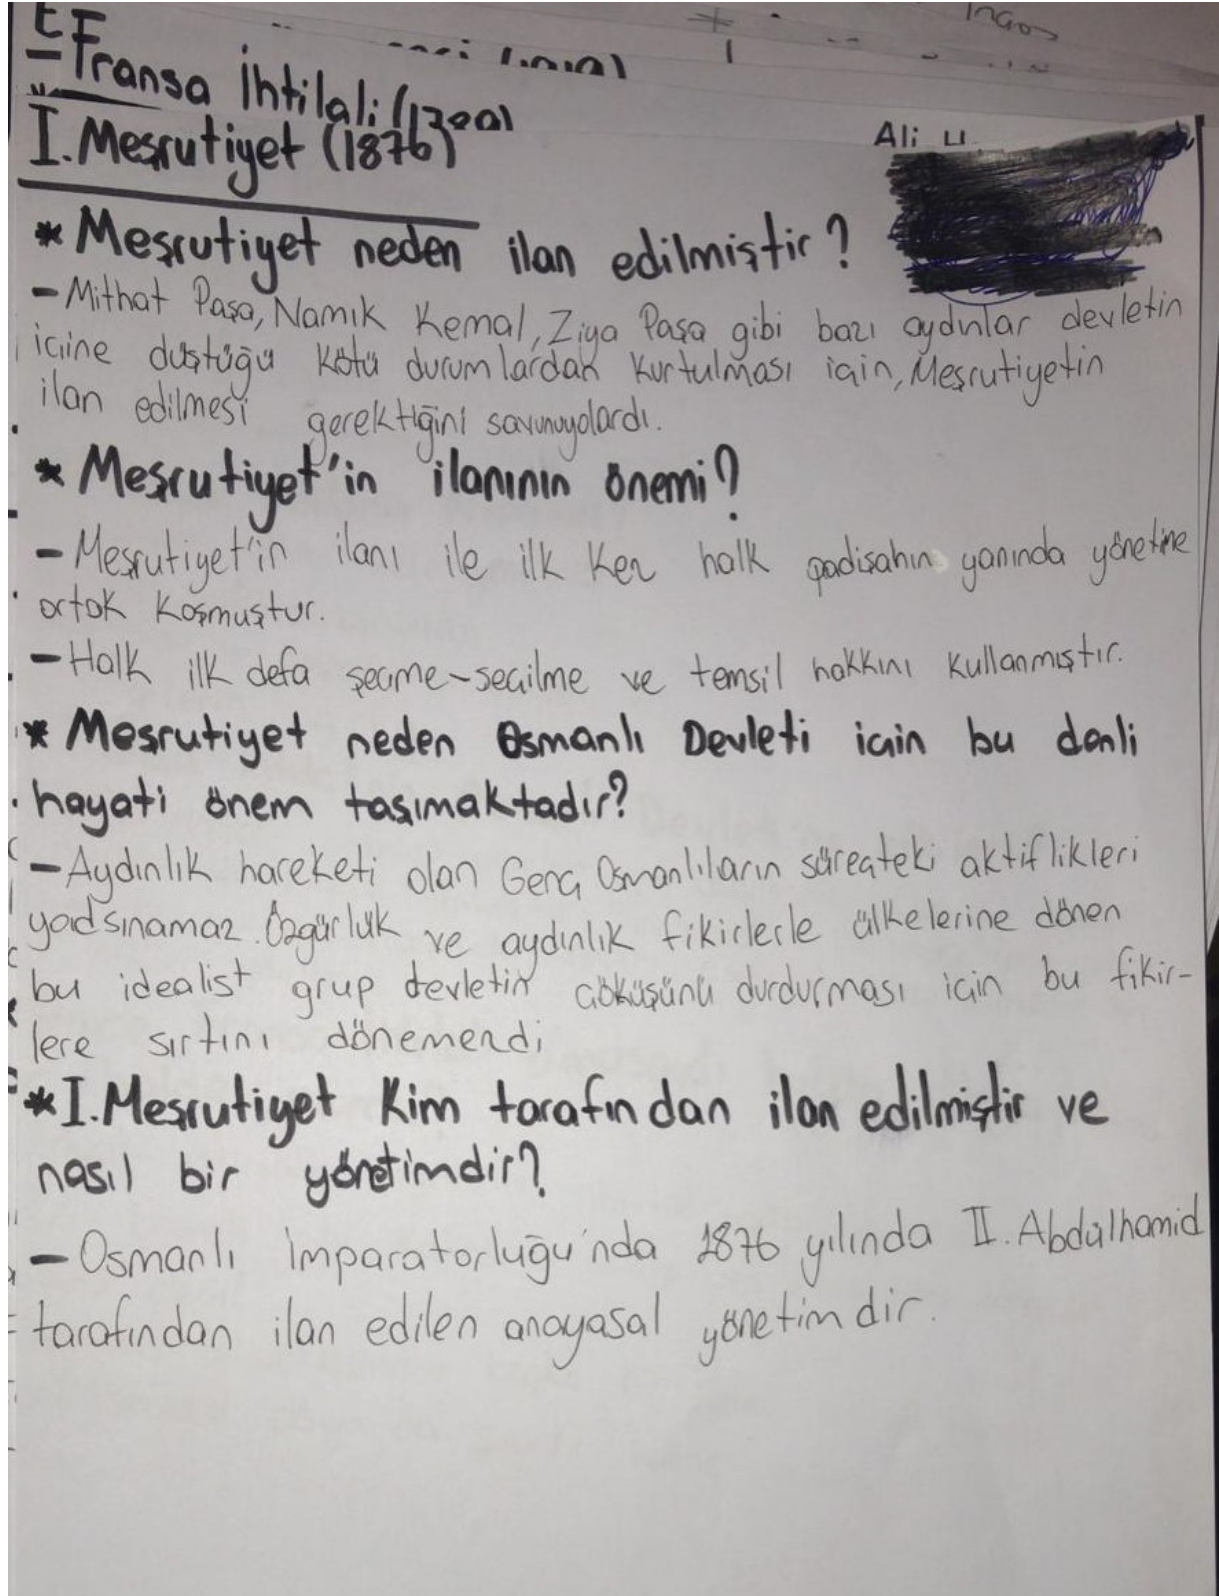 Fransa İhtilali
I. Meşrutiyet (1876)
Ali
* Meşrutiyet neden ilan edilmiştir?
- Mithat Paşa, Namık Kemal, Ziya Paşa gibi bazı aydınlar devletin
içine düştüğü kötü durumlardan kurtulması için, Meşrutiyetin
ilan edilmesi gerektiğini savunuyolardı.
* Meşrutiyet'in ilanının önemi?
- Meşrutiyet'in ilanı ile ilk kez halk padişahın yanında yönetime
ortak koşmuştur.
- Halk ilk defa seçme-seçilme ve temsil hakkını kullanmıştır.
* Meşrutiyet neden Osmanlı Devleti için bu denli
hayati önem taşımaktadır?
- Aydınlık hareketi olan Genç Osmanlıların süreçteki aktiflikleri
yadsınamaz. Özgürlük ve aydınlık fikirlerle ülkelerine dönen
bu idealist grup devletin çöküşünü durdurması için bu fikir-
lere sırtını dönemezdi
* I. Meşrutiyet Kim tarafından ilan edilmiştir ve
nasıl bir yönetimdir?
- Osmanlı İmparatorluğu'nda 1876 yılında II. Abdülhamid
tarafından ilan edilen anayasal yönetimdir.